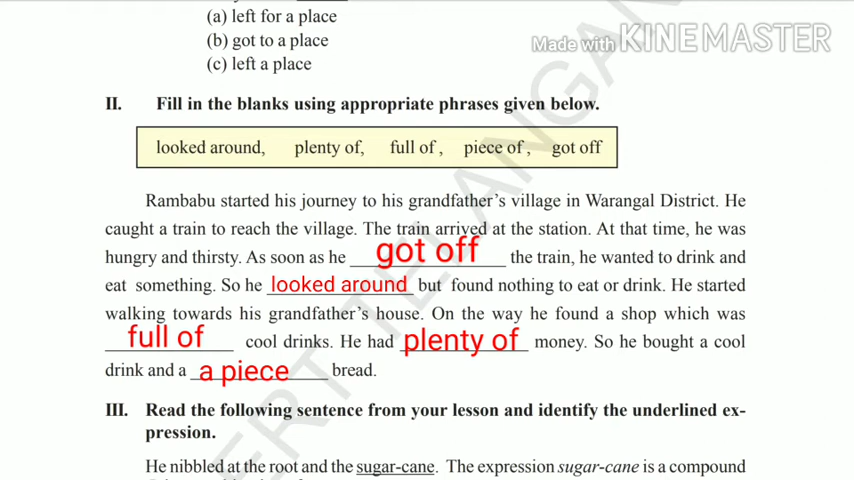 (a) left for a place
(b) got to a place
(c) left a place
Made with KINEMASTER
II. Fill in the blanks using appropriate phrases given below.
looked around, plenty of, full of , piece of , got off
Rambabu started his journey to his grandfather's village in Warangal District. He
caught a train to reach the village. The train arrived at the station. At that time, he was
hungry and thirsty. As soon as he got off the train, he wanted to drink and
eat something. So he looked around but found nothing to eat or drink. He started
walking towards his grandfather's house. On the way he found a shop which was
full of cool drinks. He had plenty of money. So he bought a cool
drink and a a piece bread.
III. Read the following sentence from your lesson and identify the underlined ex-
pression.
He nibbled at the root and the sugar-cane. The expression sugar-cane is a compound